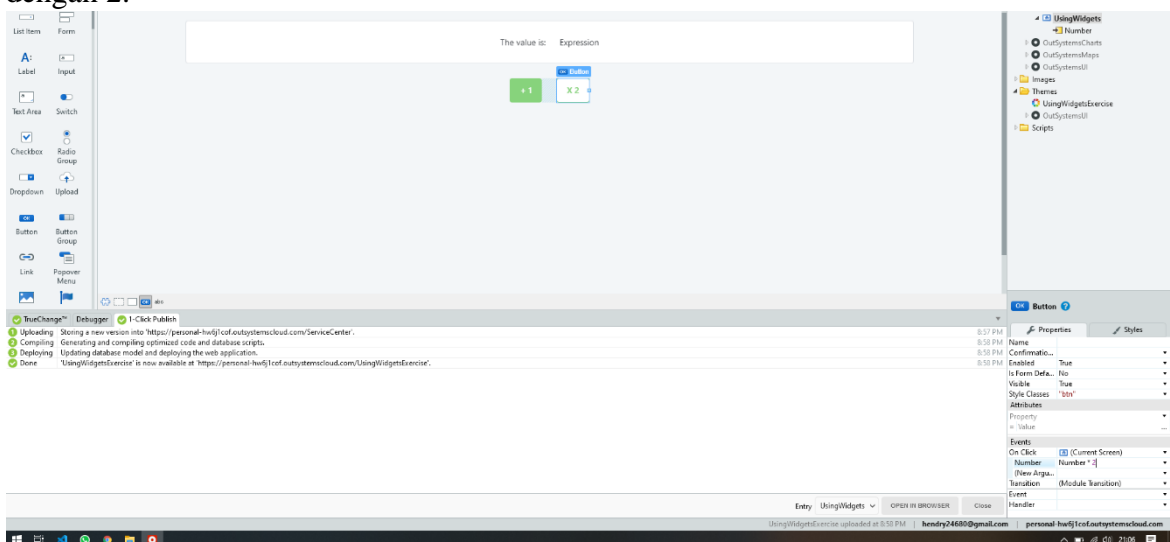 dengan 2.
List Item Form
Label Input
Text Area Switch
Checkbox Radio Group
Dropdown Upload
Button Button Group
Link Popover Menu
The value is: Expression
OK Button
+ 1 X 2
UsingWidgets
Number
OutSystemsCharts
OutSystemsMaps
OutSystemsUI
Images
Themes
UsingWidgetsExercise
OutSystemsUI
Scripts
TrueChange™ Debugger 1-Click Publish
1 Uploading Storing a new version into 'https://personal-hw6j1cof.outsystemscloud.com/ServiceCenter'. 8:57 PM
2 Compiling Generating and compiling optimized code and database scripts. 8:58 PM
3 Deploying Updating database model and deploying the web application. 8:58 PM
Done 'UsingWidgetsExercise' is now available at 'https://personal-hw6j1cof.outsystemscloud.com/UsingWidgetsExercise'. 8:58 PM
OK Button
Properties Styles
Name
Confirmatio...
Enabled True
Is Form Defa... No
Visible True
Style Classes "btn"
Attributes
Property
= Value ...
Events
On Click (Current Screen)
Number Number * 2
(New Argu...
Transition (Module Transition)
Event
Handler
Entry UsingWidgets OPEN IN BROWSER Close
UsingWidgetsExercise uploaded at 8:58 PM | hendry24680@gmail.com | personal-hw6j1cof.outsystemscloud.com
21:06